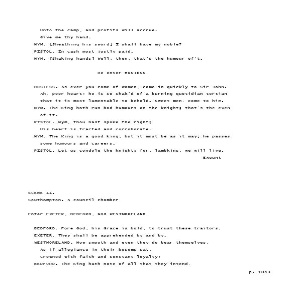 unto the camp, and profits will accrue.
Give me thy hand.
NYM. [Sheathing his sword] I shall have my noble?
PISTOL. In cash most justly paid.
NYM. [Shaking hands] Well, then, that's the humour of't.
Re-enter HOSTESS
HOSTESS. As ever you come of women, come in quickly to Sir John.
Ah, poor heart! he is so shak'd of a burning quotidian tertian
that it is most lamentable to behold. Sweet men, come to him.
NYM. The King hath run bad humours on the knight; that's the even
of it.
PISTOL. Nym, thou hast spoke the right;
His heart is fracted and corroborate.
NYM. The King is a good king, but it must be as it may; he passes
some humours and careers.
PISTOL. Let us condole the knight; for, lambkins, we will live.
Exeunt
SCENE II.
Southampton. A council-chamber
Enter EXETER, BEDFORD, and WESTMORELAND
BEDFORD. Fore God, his Grace is bold, to trust these traitors.
EXETER. They shall be apprehended by and by.
WESTMORELAND. How smooth and even they do bear themselves,
As if allegiance in their bosoms sat,
Crowned with faith and constant loyalty!
BEDFORD. The King hath note of all that they intend,